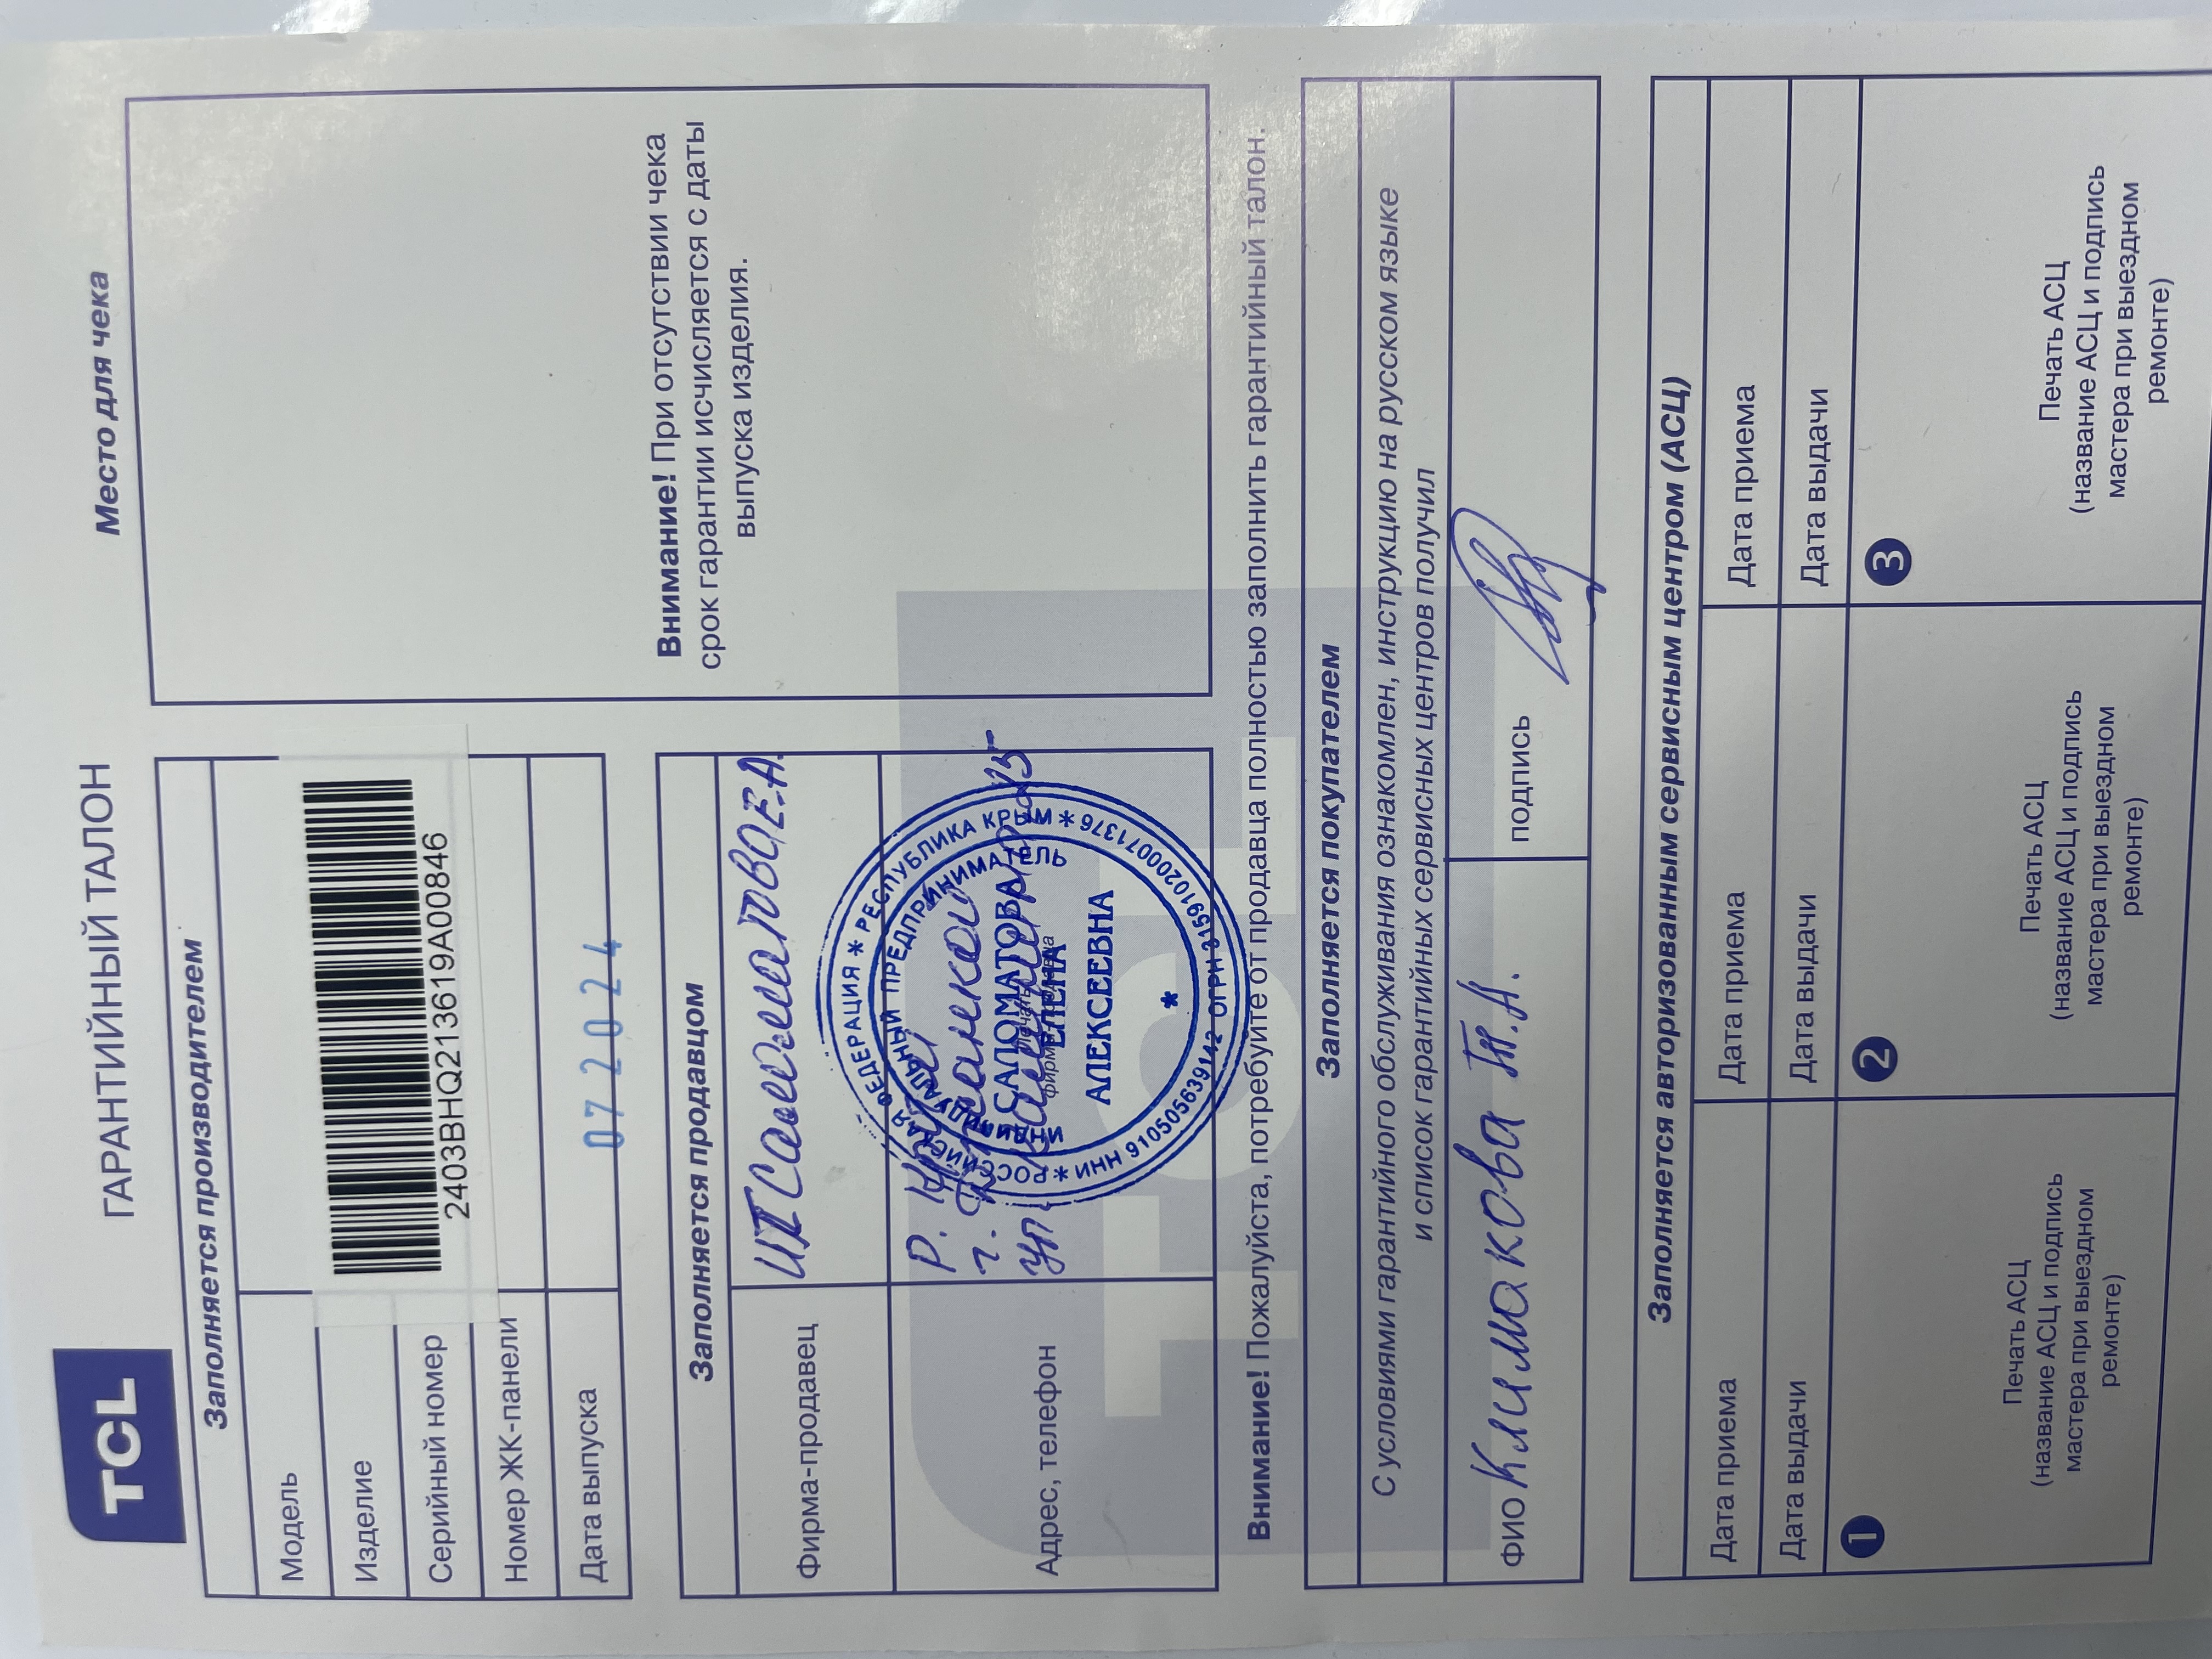 TCL
ГАРАНТИЙНЫЙ ТАЛОН
Заполняется производителем
Модель
Изделие
Серийный номер
2403BHQ213619A00846
Номер ЖК-панели
Дата выпуска
07 2024
Место для чека
Внимание! При отсутствии чека
срок гарантии исчисляется с даты
выпуска изделия.
Заполняется продавцом
Фирма-продавец
ИП Саломатова Е.А.
Адрес, телефон
Р. Крым
г. Джанкой
ул.
РОССИЙСКАЯ ФЕДЕРАЦИЯ * РЕСПУБЛИКА КРЫМ *
ИНН 910505639142 ОГРН 315910200071376
ИНДИВИДУАЛЬНЫЙ ПРЕДПРИНИМАТЕЛЬ
САЛОМАТОВА
ЕЛЕНА
АЛЕКСЕЕВНА
Внимание! Пожалуйста, потребуйте от продавца полностью заполнить гарантийный талон.
Заполняется покупателем
С условиями гарантийного обслуживания ознакомлен, инструкцию на русском языке
и список гарантийных сервисных центров получил
ФИО Климакова Т.А.
подпись
Заполняется авторизованным сервисным центром (АСЦ)
Дата приема
Дата приема
Дата приема
Дата выдачи
Дата выдачи
Дата выдачи
1
Печать АСЦ
(название АСЦ и подпись
мастера при выездном
ремонте)
2
Печать АСЦ
(название АСЦ и подпись
мастера при выездном
ремонте)
3
Печать АСЦ
(название АСЦ и подпись
мастера при выездном
ремонте)